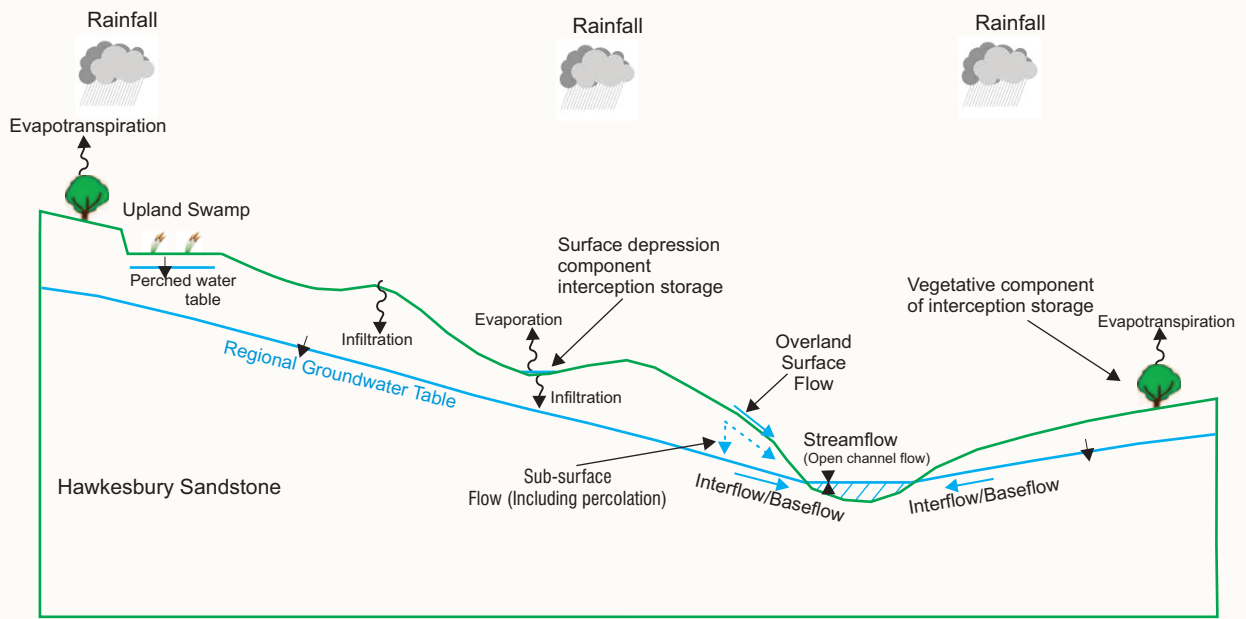 Rainfall
Rainfall
Rainfall
Evapotranspiration
Upland Swamp
Perched water
table
Infiltration
Regional Groundwater Table
Hawkesbury Sandstone
Surface depression
component
interception storage
Evaporation
Infiltration
Overland
Surface
Flow
Sub-surface
Flow (Including percolation)
Interflow/Baseflow
Streamflow
(Open channel flow)
Interflow/Baseflow
Vegetative component
of interception storage
Evapotranspiration